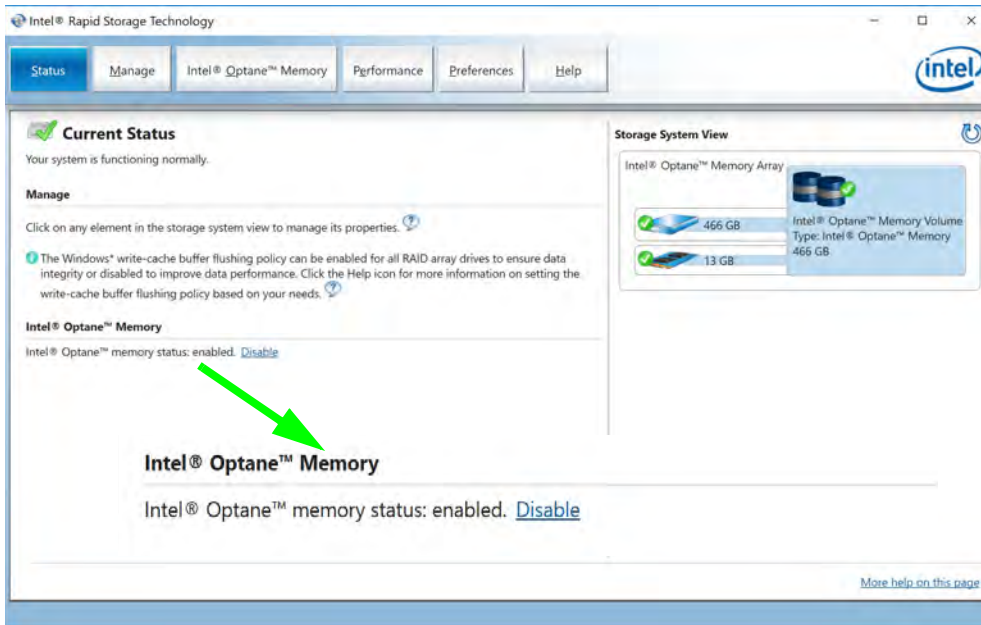 Intel® Rapid Storage Technology
Status
Manage
Intel® Optane™ Memory
Performance
Preferences
Help
intel
Current Status
Your system is functioning normally.
Manage
Click on any element in the storage system view to manage its properties.
The Windows* write-cache buffer flushing policy can be enabled for all RAID array drives to ensure data
integrity or disabled to improve data performance. Click the Help icon for more information on setting the
write-cache buffer flushing policy based on your needs.
Intel® Optane™ Memory
Intel® Optane™ memory status: enabled. Disable
Storage System View
Intel® Optane™ Memory Array
466 GB
13 GB
Intel® Optane™ Memory Volume
Type: Intel® Optane™ Memory
466 GB
Intel® Optane™ Memory
Intel® Optane™ memory status: enabled. Disable
More help on this page